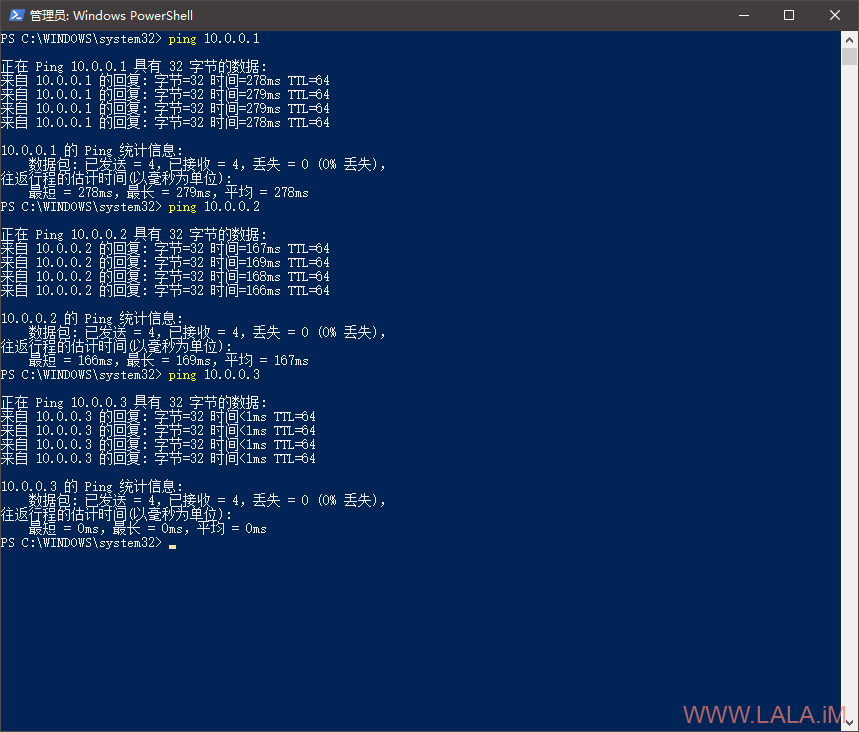 管理员: Windows PowerShell
PS C:\WINDOWS\system32> ping 10.0.0.1
正在 Ping 10.0.0.1 具有 32 字节的数据:
来自 10.0.0.1 的回复: 字节=32 时间=278ms TTL=64
来自 10.0.0.1 的回复: 字节=32 时间=279ms TTL=64
来自 10.0.0.1 的回复: 字节=32 时间=279ms TTL=64
来自 10.0.0.1 的回复: 字节=32 时间=278ms TTL=64
10.0.0.1 的 Ping 统计信息:
    数据包: 已发送 = 4，已接收 = 4，丢失 = 0 (0% 丢失)，
往返行程的估计时间(以毫秒为单位):
    最短 = 278ms，最长 = 279ms，平均 = 278ms
PS C:\WINDOWS\system32> ping 10.0.0.2
正在 Ping 10.0.0.2 具有 32 字节的数据:
来自 10.0.0.2 的回复: 字节=32 时间=167ms TTL=64
来自 10.0.0.2 的回复: 字节=32 时间=169ms TTL=64
来自 10.0.0.2 的回复: 字节=32 时间=168ms TTL=64
来自 10.0.0.2 的回复: 字节=32 时间=166ms TTL=64
10.0.0.2 的 Ping 统计信息:
    数据包: 已发送 = 4，已接收 = 4，丢失 = 0 (0% 丢失)，
往返行程的估计时间(以毫秒为单位):
    最短 = 166ms，最长 = 169ms，平均 = 167ms
PS C:\WINDOWS\system32> ping 10.0.0.3
正在 Ping 10.0.0.3 具有 32 字节的数据:
来自 10.0.0.3 的回复: 字节=32 时间<1ms TTL=64
来自 10.0.0.3 的回复: 字节=32 时间<1ms TTL=64
来自 10.0.0.3 的回复: 字节=32 时间<1ms TTL=64
来自 10.0.0.3 的回复: 字节=32 时间<1ms TTL=64
10.0.0.3 的 Ping 统计信息:
    数据包: 已发送 = 4，已接收 = 4，丢失 = 0 (0% 丢失)，
往返行程的估计时间(以毫秒为单位):
    最短 = 0ms，最长 = 0ms，平均 = 0ms
PS C:\WINDOWS\system32>
WWW.LALA.iM